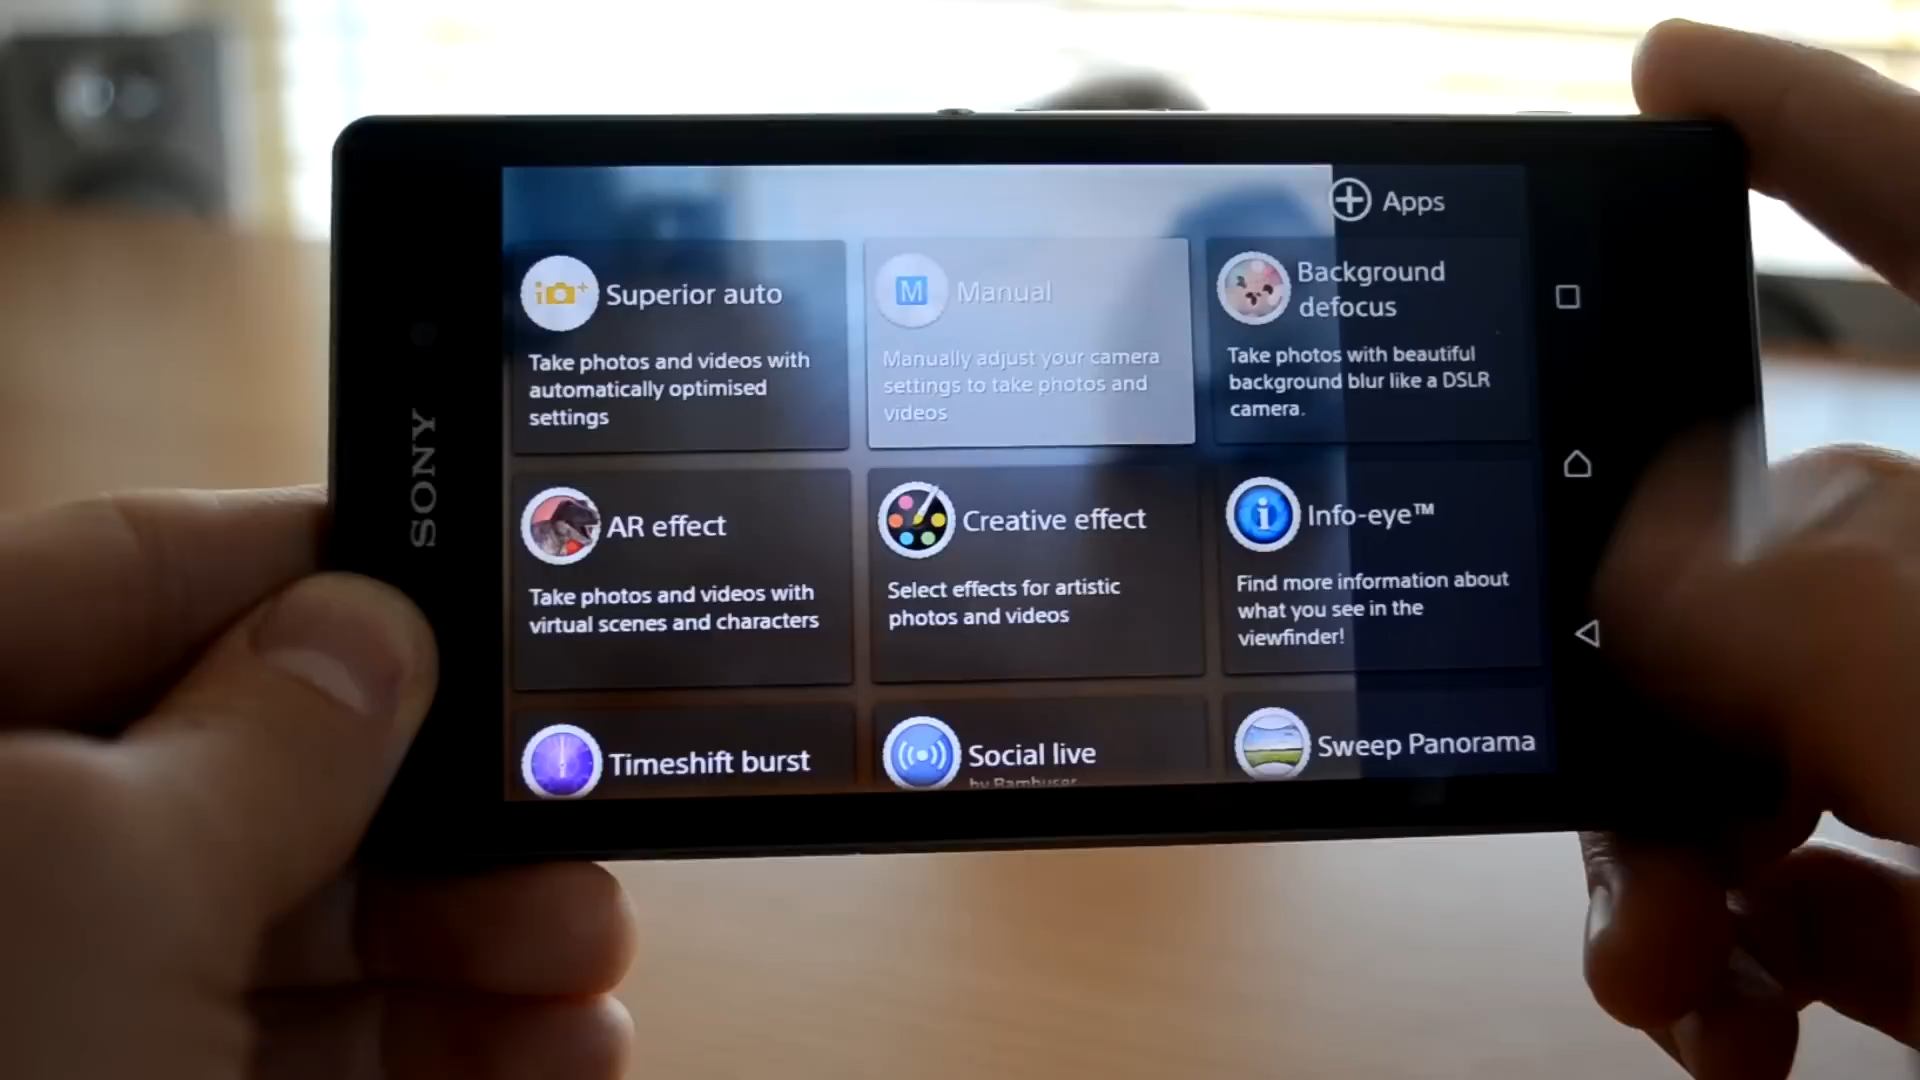 SONY
Apps
Superior auto
Take photos and videos with
automatically optimised
settings
M
Manual
Manually adjust your camera
settings to take photos and
videos
Background
defocus
Take photos with beautiful
background blur like a DSLR
camera.
AR effect
Take photos and videos with
virtual scenes and characters
Creative effect
Select effects for artistic
photos and videos
Info-eye™
Find more information about
what you see in the
viewfinder!
Timeshift burst
Social live
by Bambuser
Sweep Panorama